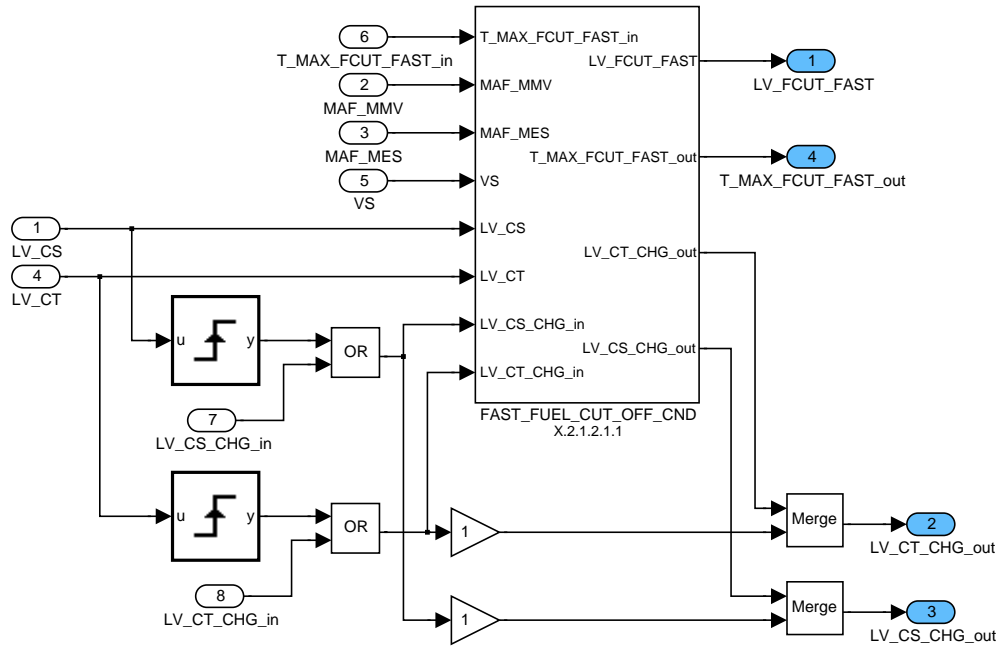 6
T_MAX_FCUT_FAST_in
T_MAX_FCUT_FAST_in
LV_FCUT_FAST
1
LV_FCUT_FAST
2
MAF_MMV
MAF_MMV
3
MAF_MES
MAF_MES
T_MAX_FCUT_FAST_out
4
T_MAX_FCUT_FAST_out
5
VS
VS
1
LV_CS
LV_CS
4
LV_CT
LV_CT
LV_CT_CHG_out
LV_CS_CHG_in
LV_CS_CHG_out
LV_CT_CHG_in
u y
OR
7
LV_CS_CHG_in
FAST_FUEL_CUT_OFF_CND
X.2.1.2.1.1
u y
OR
8
LV_CT_CHG_in
1
Merge
2
LV_CT_CHG_out
1
Merge
3
LV_CS_CHG_out